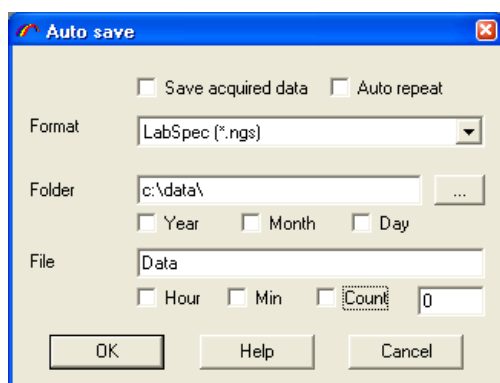 Auto save
Save acquired data Auto repeat
Format LabSpec (*.ngs)
Folder c:\data\ ...
Year Month Day
File Data
Hour Min Count 0
OK Help Cancel